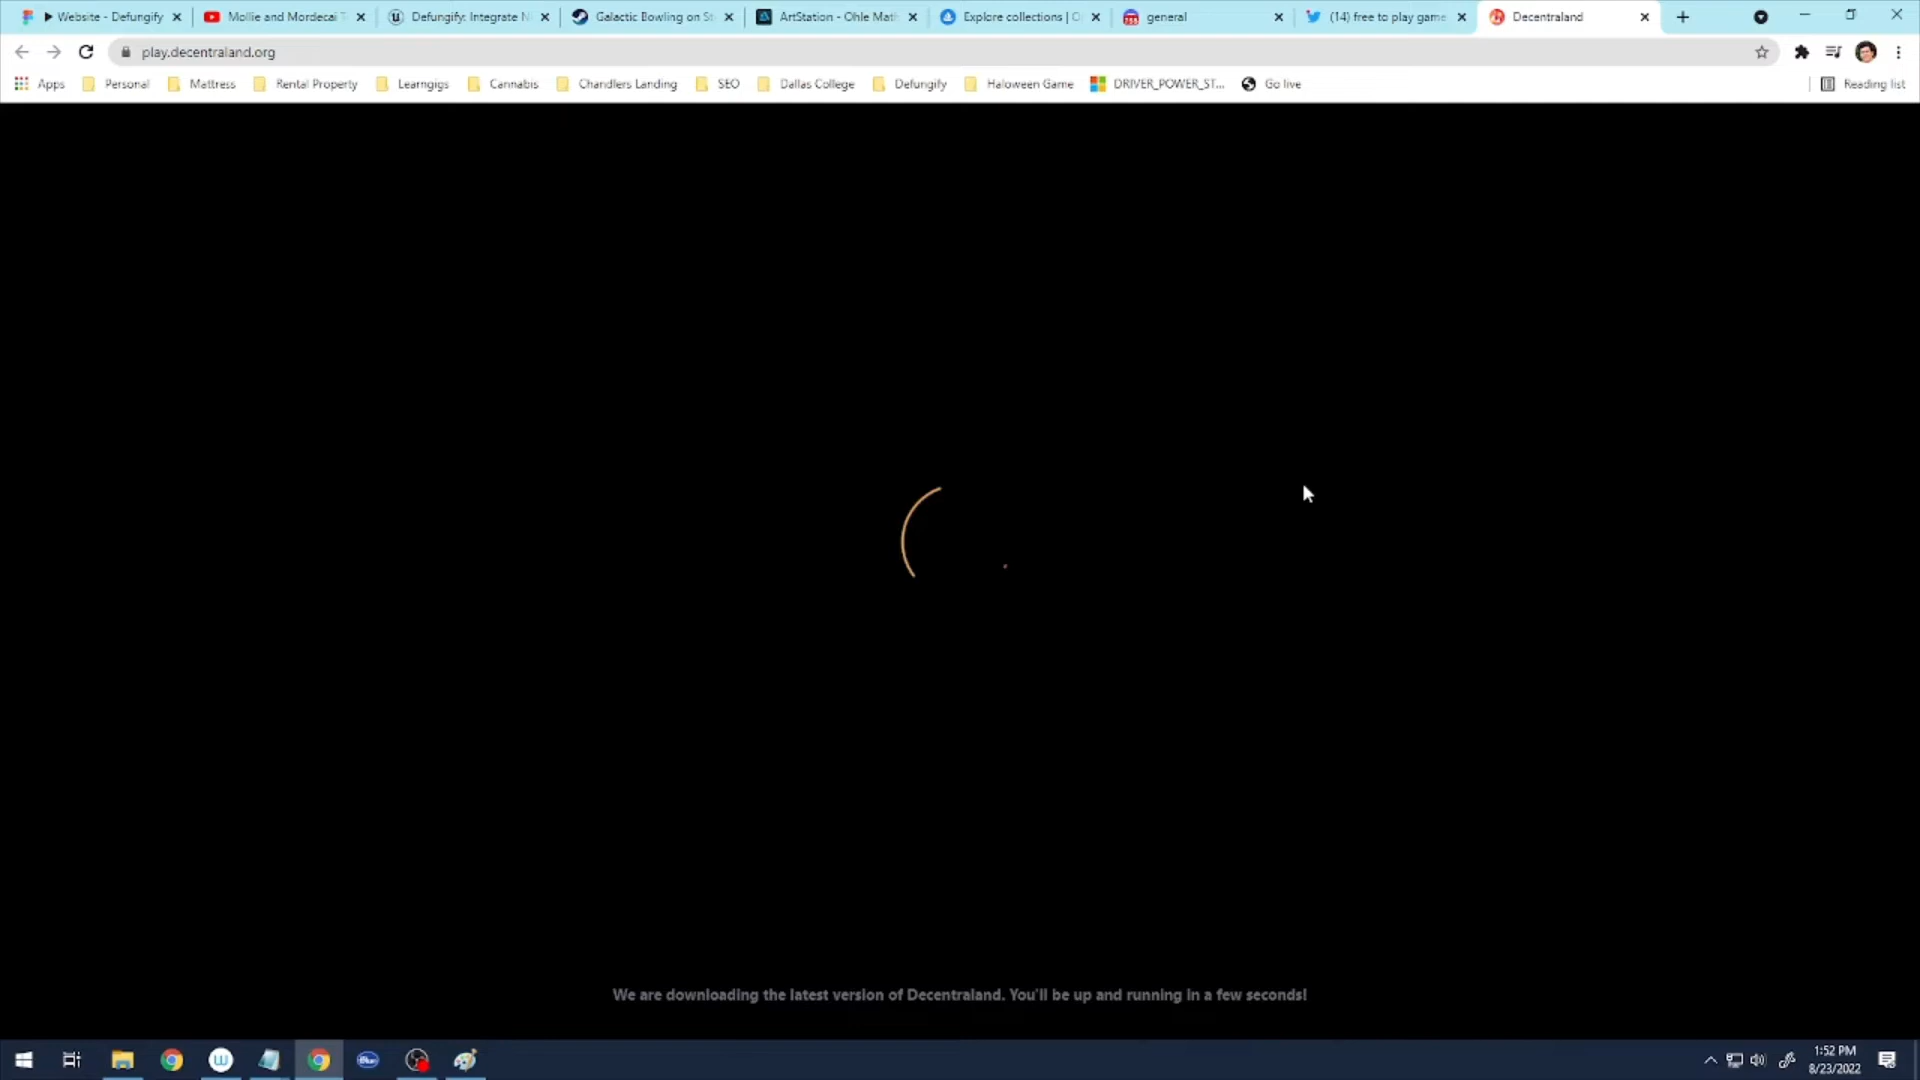 Website - Defungify
Mollie and Mordecai T
Defungify: Integrate N
Galactic Bowling on St
ArtStation - Ohle Math
Explore collections | O
general
(14) free to play game
Decentraland
play.decentraland.org
Apps
Personal
Mattress
Rental Property
Learngigs
Cannabis
Chandlers Landing
SEO
Dallas College
Defungify
Haloween Game
DRIVER_POWER_ST...
Go live
Reading list
We are downloading the latest version of Decentraland. You'll be up and running in a few seconds!
1:52 PM
8/23/2022